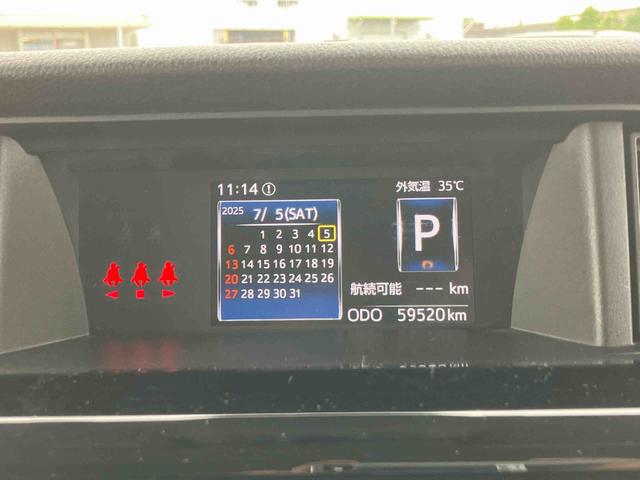 11:14 外気温 35℃
2025 7/ 5(SAT)
1 2 3 4 5
6 7 8 9 10 11 12
13 14 15 16 17 18 19
20 21 22 23 24 25 26
27 28 29 30 31
P
航続可能 --- km
ODO 59520km